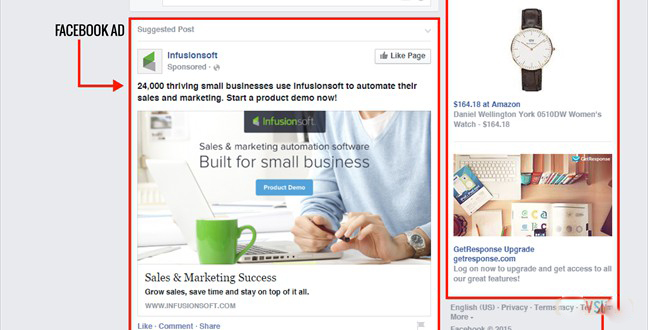 FACEBOOK AD
Suggested Post
Infusionsoft
Sponsored ·
Like Page
24,000 thriving small businesses use Infusionsoft to automate their
sales and marketing. Start a product demo now!
Infusionsoft.
Sales & marketing automation software
Built for small business
Product Demo
Sales & Marketing Success
Grow sales, save time and stay on top of it all.
WWW.INFUSIONSOFT.COM
Like · Comment · Share
$164.18 at Amazon
Daniel Wellington York 0510DW Women's
Watch - $164.18
GetResponse
GetResponse Upgrade
getresponse.com
Log on now to upgrade and get access to all
our great features!
English (US) · Privacy ·
More
Facebook © 2015